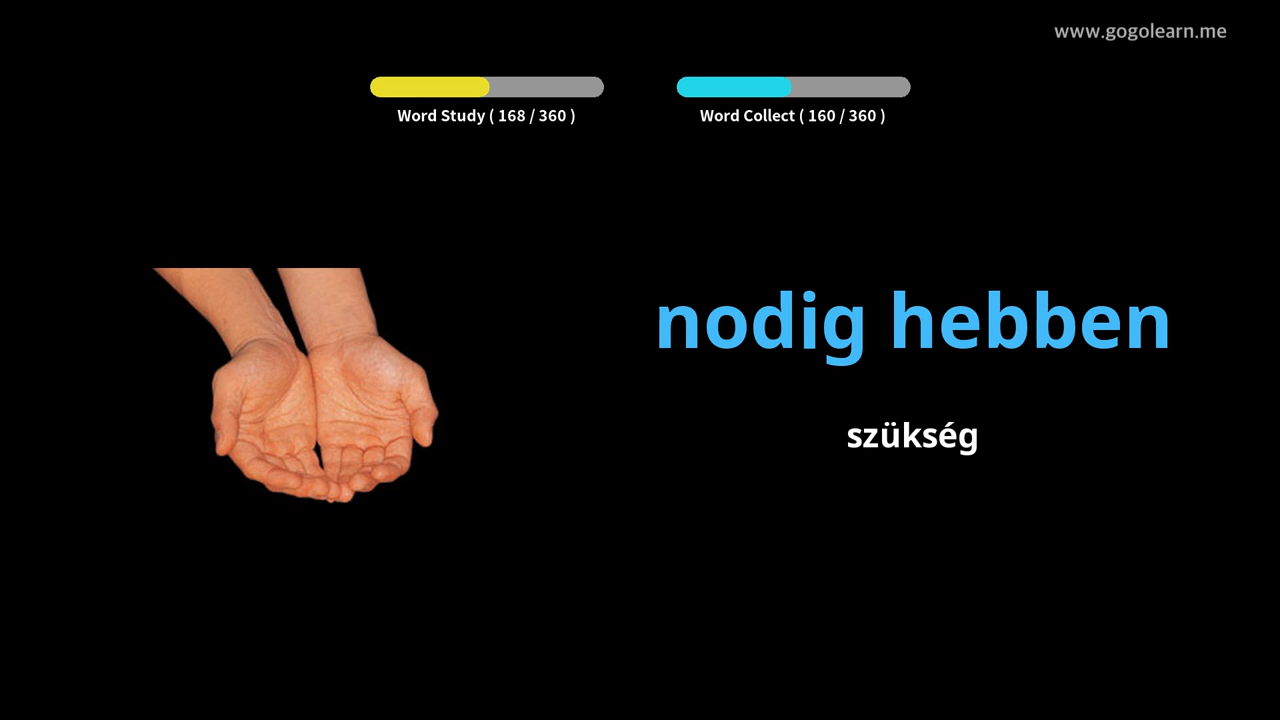 www.gogolearn.me
Word Study ( 168 / 360 )
Word Collect ( 160 / 360 )
nodig hebben
szükség